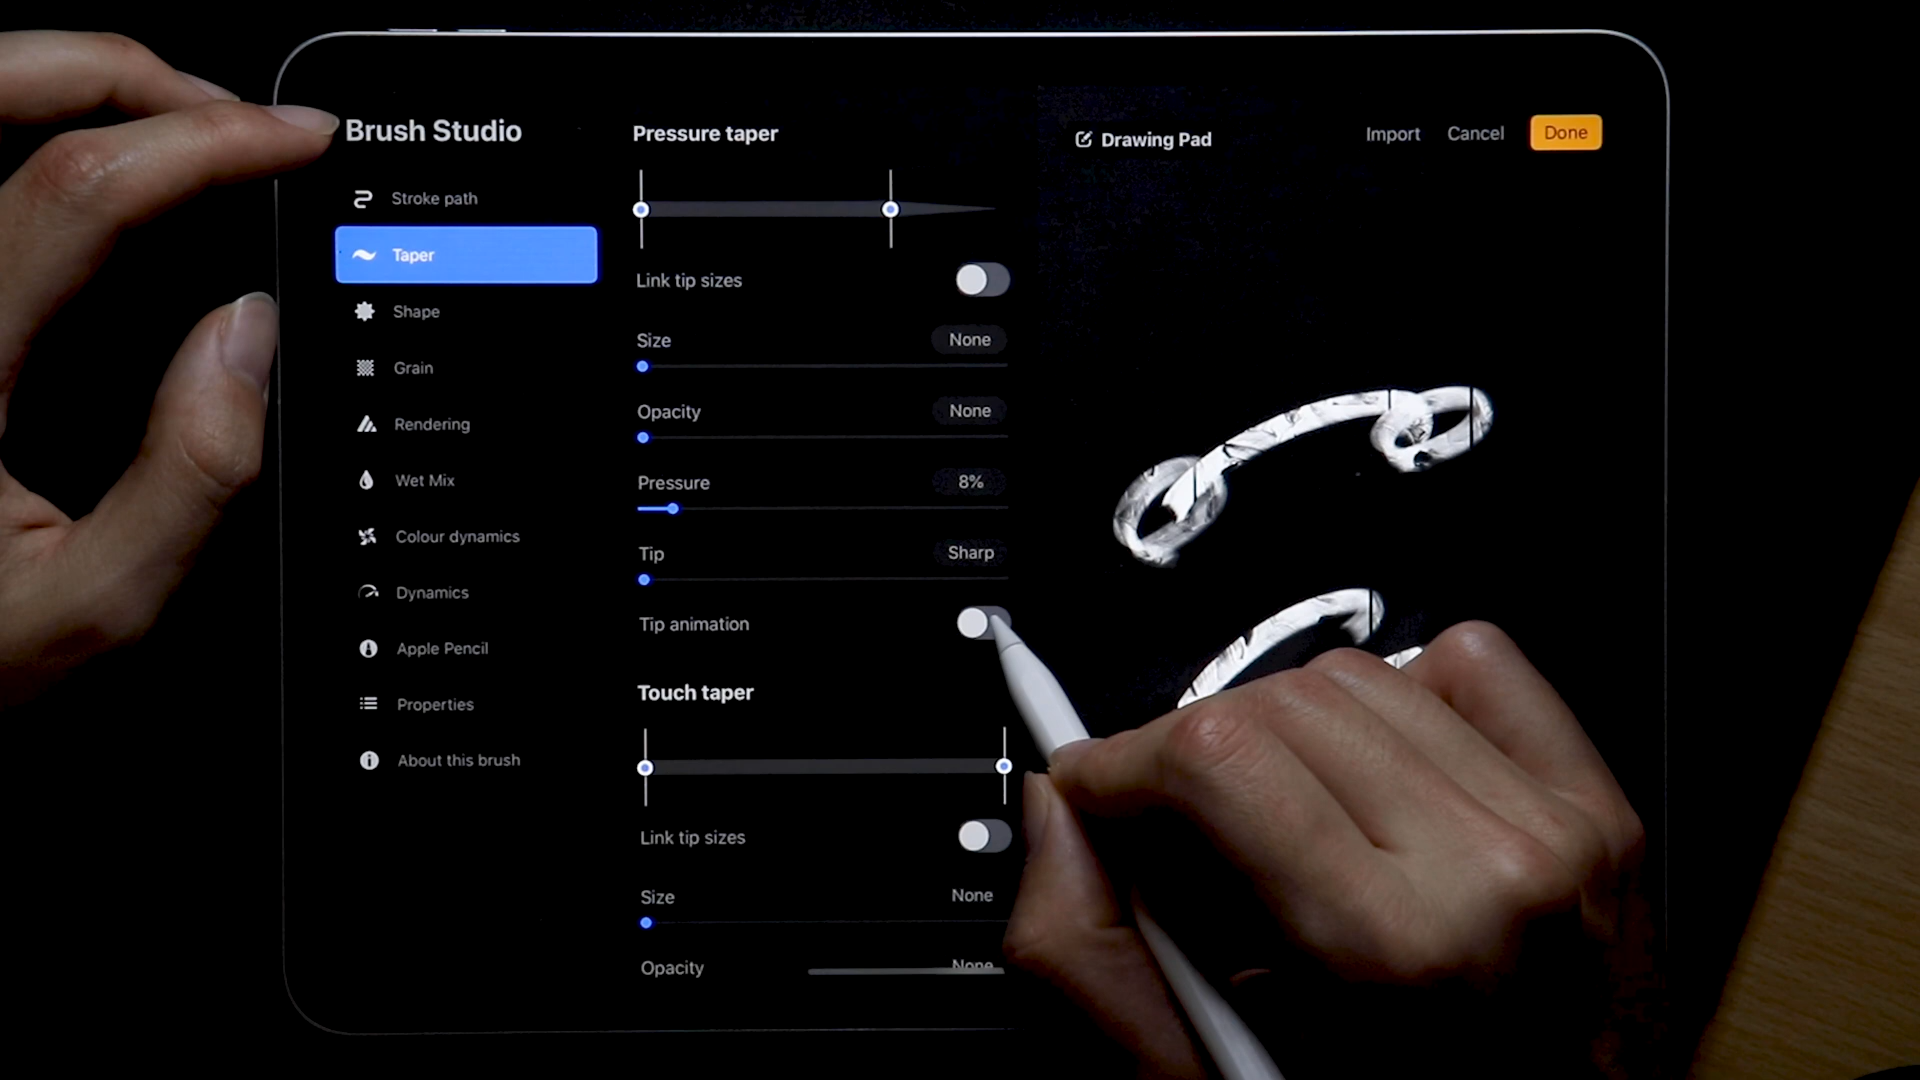 Brush Studio
Stroke path
Taper
Shape
Grain
Rendering
Wet Mix
Colour dynamics
Dynamics
Apple Pencil
Properties
About this brush
Pressure taper
Link tip sizes
Size None
Opacity None
Pressure 8%
Tip Sharp
Tip animation
Touch taper
Link tip sizes
Size None
Opacity None
Drawing Pad
Import Cancel Done